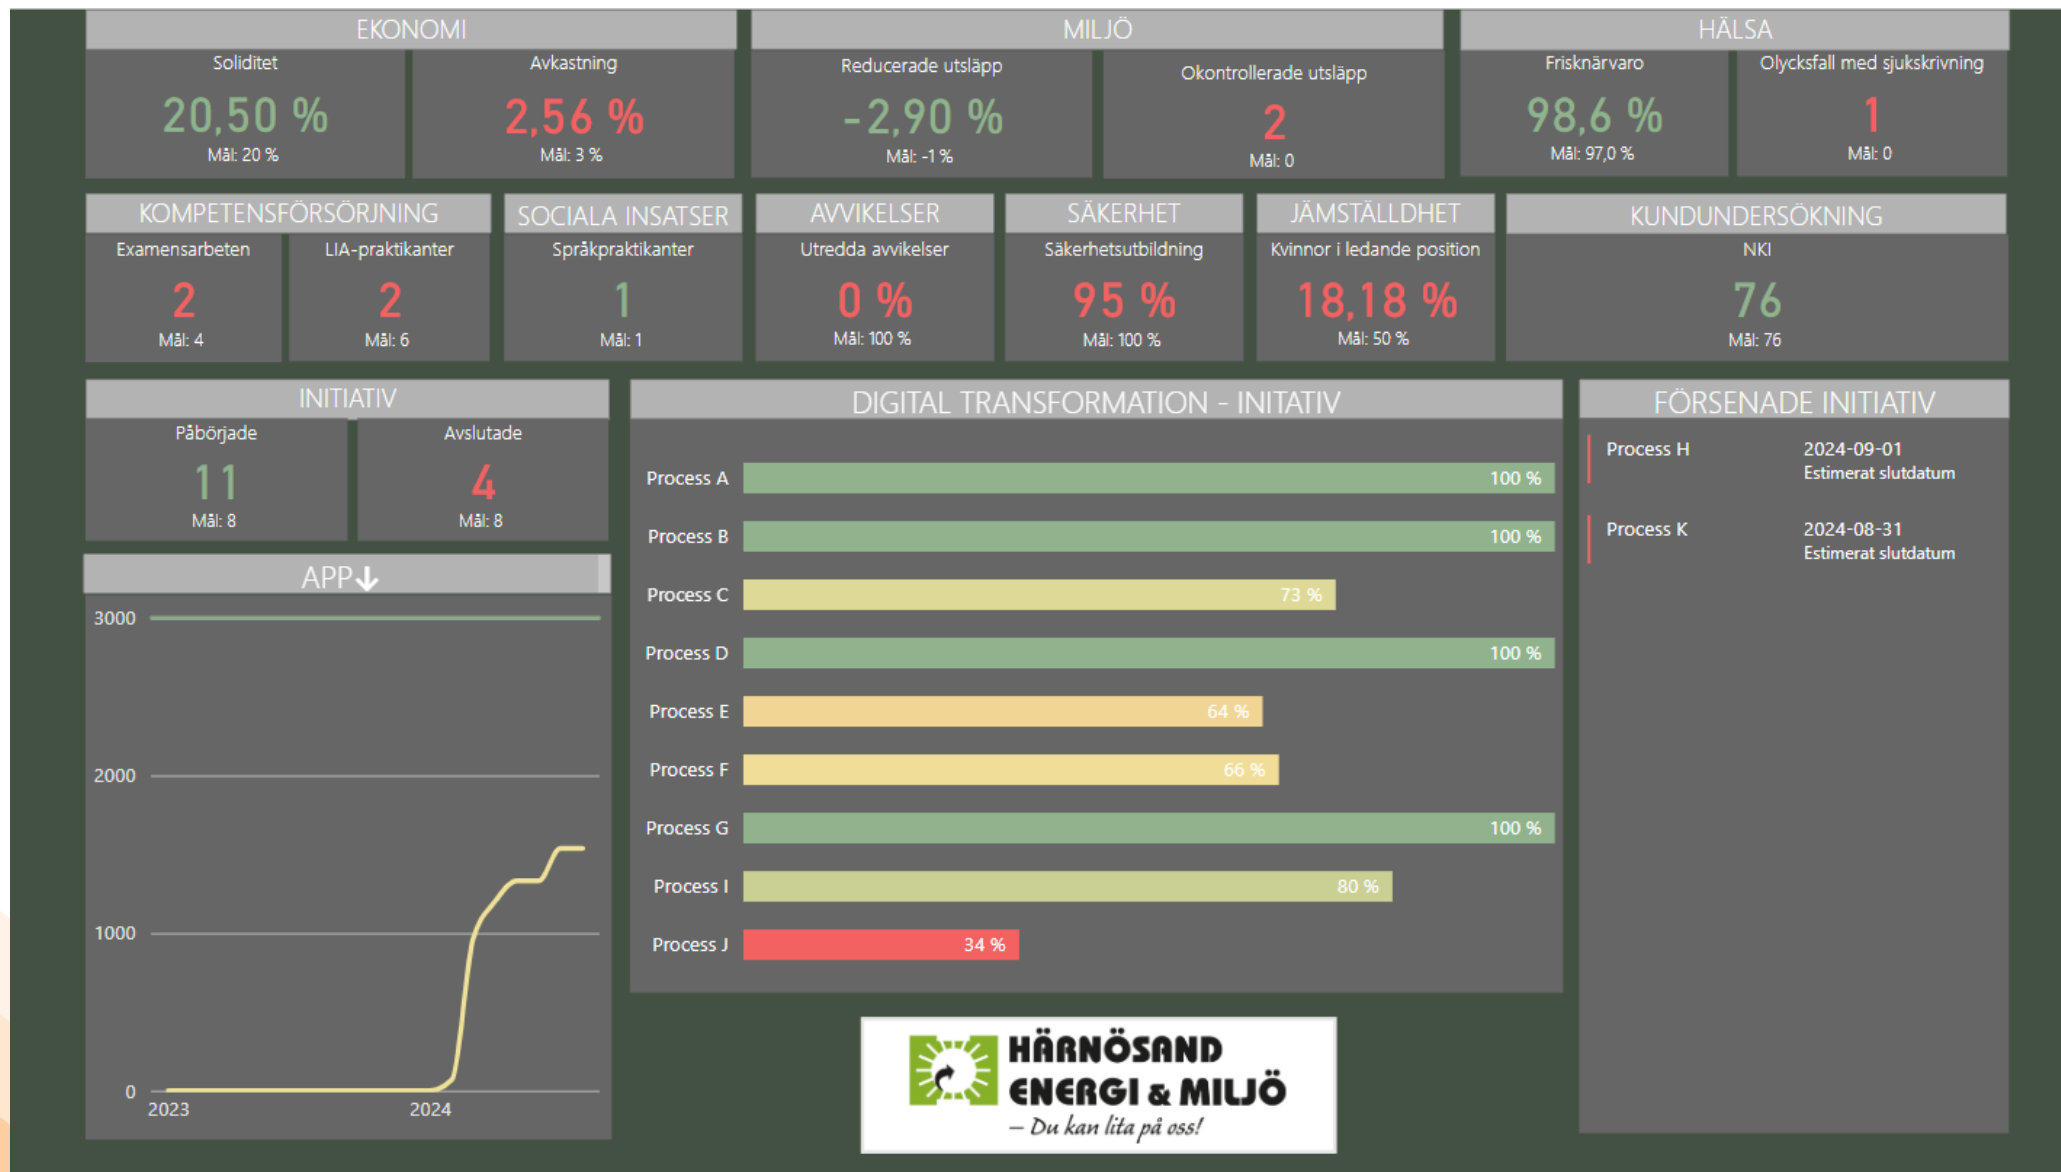 EKONOMI
Soliditet
20,50 %
Mål: 20 %
Avkastning
2,56 %
Mål: 3 %
MILJÖ
Reducerade utsläpp
-2,90 %
Mål: -1 %
Okontrollerade utsläpp
2
Mål: 0
HÄLSA
Frisknärvaro
98,6 %
Mål: 97,0 %
Olycksfall med sjukskrivning
1
Mål: 0
KOMPETENSFÖRSÖRJNING
Examensarbeten
2
Mål: 4
LIA-praktikanter
2
Mål: 6
SOCIALA INSATSER
Språkpraktikanter
1
Mål: 1
AVVIKELSER
Utredda avvikelser
0 %
Mål: 100 %
SÄKERHET
Säkerhetsutbildning
95 %
Mål: 100 %
JÄMSTÄLLDHET
Kvinnor i ledande position
18,18 %
Mål: 50 %
KUNDUNDERSÖKNING
NKI
76
Mål: 76
INITIATIV
Påbörjade
11
Mål: 8
Avslutade
4
Mål: 8
APP↓
3000
2000
1000
0
2023
2024
DIGITAL TRANSFORMATION - INITATIV
Process A 100 %
Process B 100 %
Process C 73 %
Process D 100 %
Process E 64 %
Process F 66 %
Process G 100 %
Process I 80 %
Process J 34 %
FÖRSENADE INITIATIV
Process H 2024-09-01
Estimerat slutdatum
Process K 2024-08-31
Estimerat slutdatum
HÄRNÖSAND
ENERGI & MILJÖ
– Du kan lita på oss!